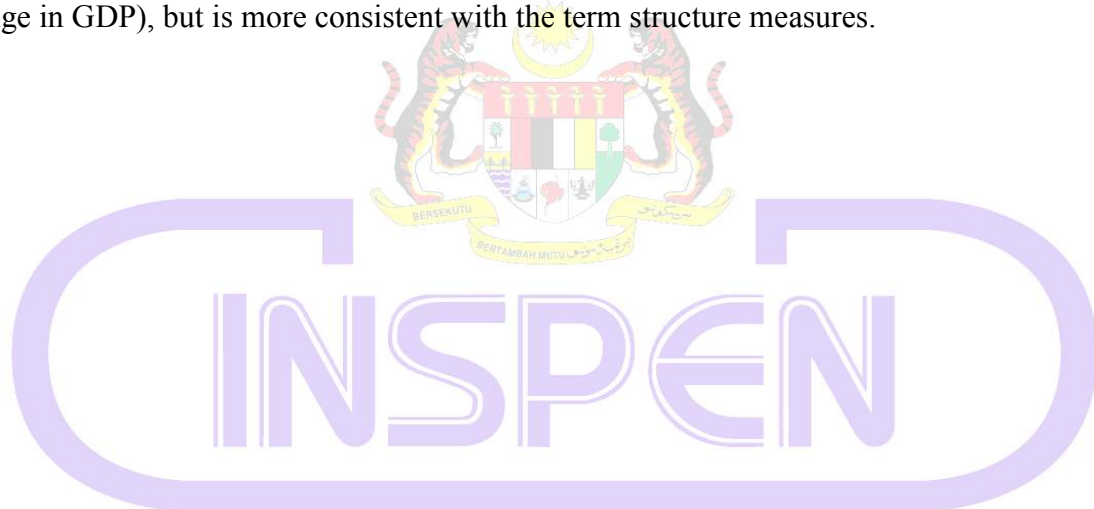 ge in GDP), but is more consistent with the term structure measures.
BERSEKUTU
BERTAMBAH MUTU
INSPEN